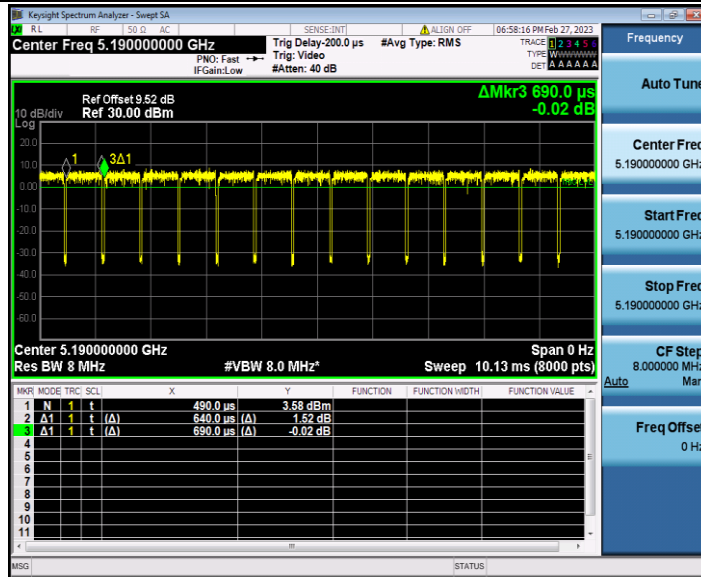 Keysight Spectrum Analyzer - Swept SA
RL RF 50 Ω AC SENSE:INT ALIGN OFF 06:58:16 PM Feb 27, 2023
Center Freq 5.190000000 GHz
PNO: Fast
IFGain:Low
Trig Delay-200.0 µs
Trig: Video
#Atten: 40 dB
#Avg Type: RMS
TRACE 1 2 3 4 5 6
TYPE
DET A A A A A A
Ref Offset 9.52 dB
10 dB/div Ref 30.00 dBm
Log
ΔMkr3 690.0 µs
-0.02 dB
20.0
10.0
0.00
-10.0
-20.0
-30.0
-40.0
-50.0
-60.0
1
3Δ1
Center 5.190000000 GHz Span 0 Hz
Res BW 8 MHz #VBW 8.0 MHz* Sweep 10.13 ms (8000 pts)
MKR MODE TRC SCL X Y FUNCTION FUNCTION WIDTH FUNCTION VALUE
1 N 1 t 490.0 µs 3.58 dBm
2 Δ1 1 t (Δ) 640.0 µs (Δ) 1.52 dB
3 Δ1 1 t (Δ) 690.0 µs (Δ) -0.02 dB
4
5
6
7
8
9
10
11
MSG STATUS
Frequency
Auto Tune
Center Freq
5.190000000 GHz
Start Freq
5.190000000 GHz
Stop Freq
5.190000000 GHz
CF Step
8.000000 MHz
Auto Man
Freq Offset
0 Hz